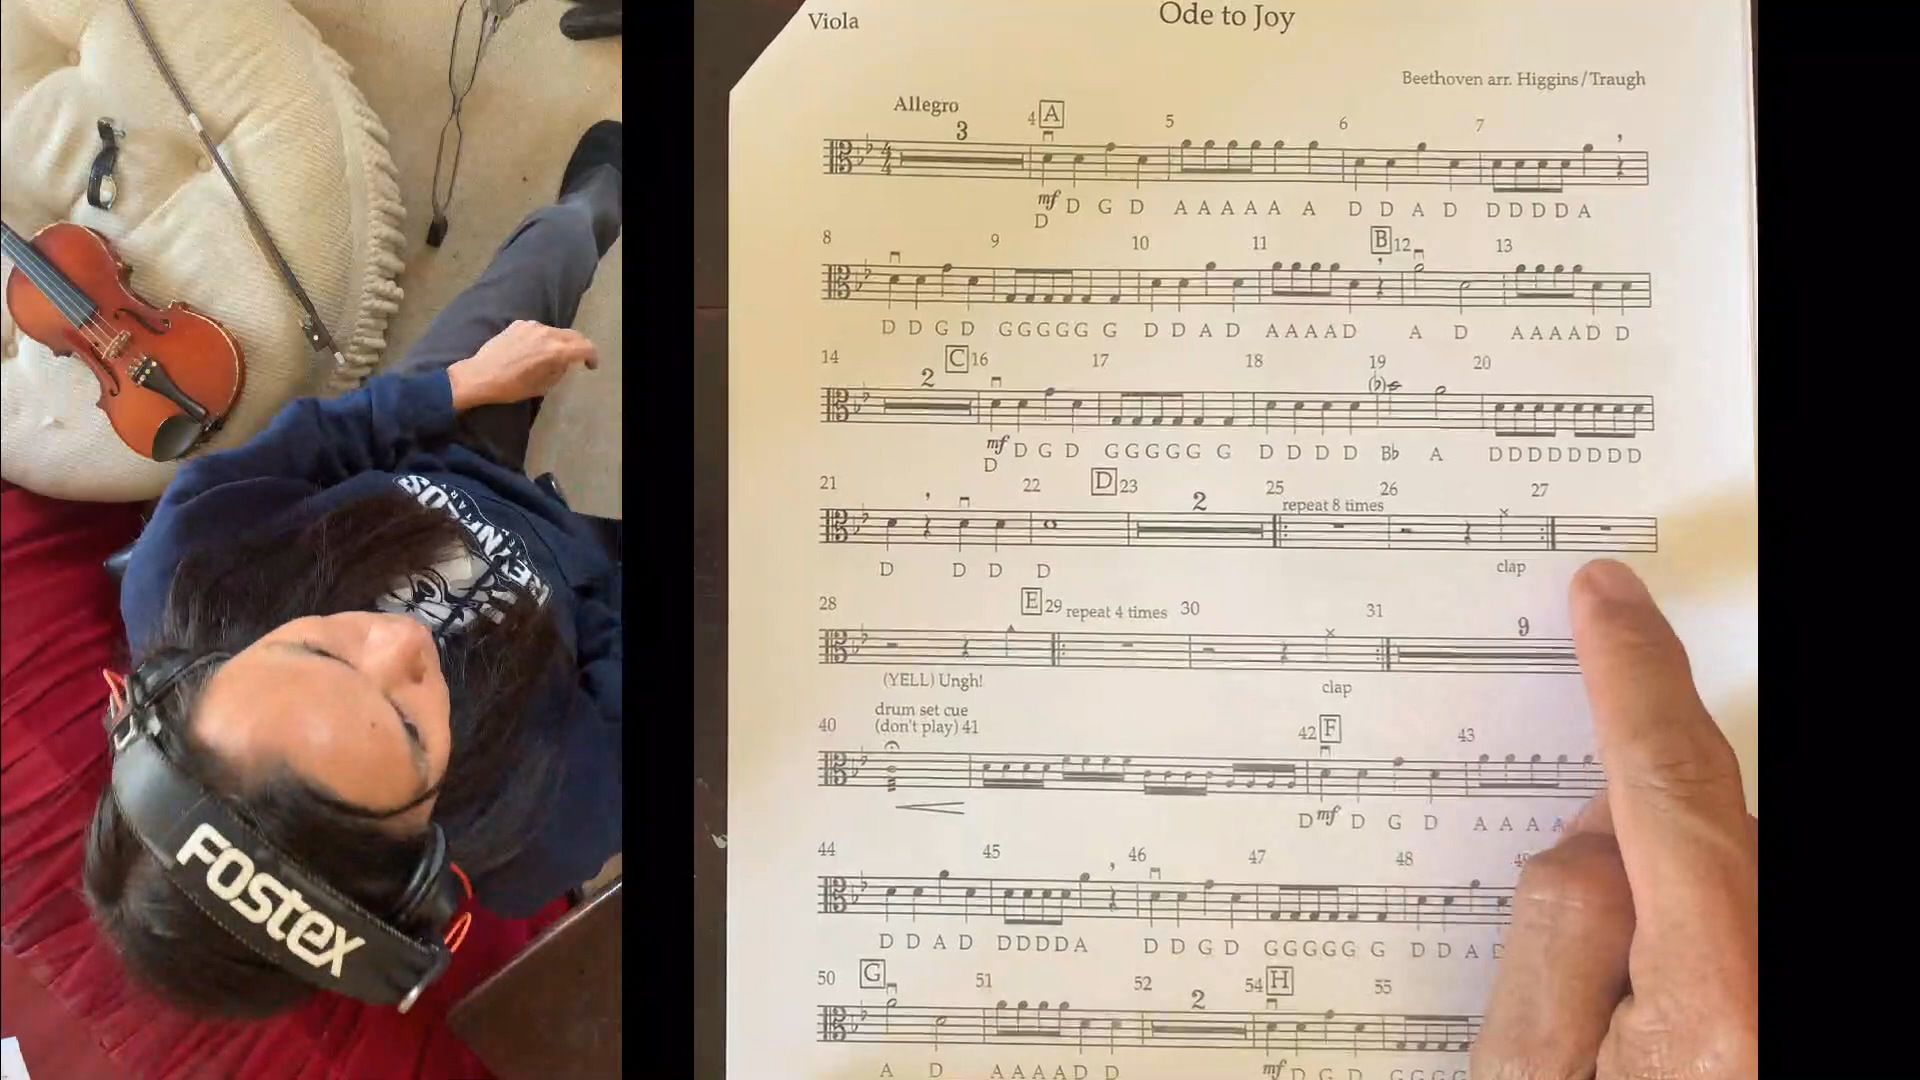 Viola
Ode to Joy
Beethoven arr. Higgins/Traugh
Allegro
3
4 A 5 6 7
mf D G D A A A A A A D D A D D D D D A
D
8 9 10 11 B 12 13
D D G D G G G G G G D D A D A A A A D A D A A A A D D
14 2 C 16 17 18 19 20
(b)
mf D G D G G G G G G D D D D Bb A D D D D D D D D
D
21 22 D 23 2 25 repeat 8 times 26 27
D D D D clap
28 E 29 repeat 4 times 30 31 9
(YELL) Ungh! clap
drum set cue
40 (don't play) 41 42 F 43
D mf D G D A A A A
44 45 46 47 48
D D A D D D D D A D D G D G G G G G G D D A D
50 G 51 52 2 54 H 55
A D A A A A D D mf D G D G G G G
REYNOLDS
FOSTEX